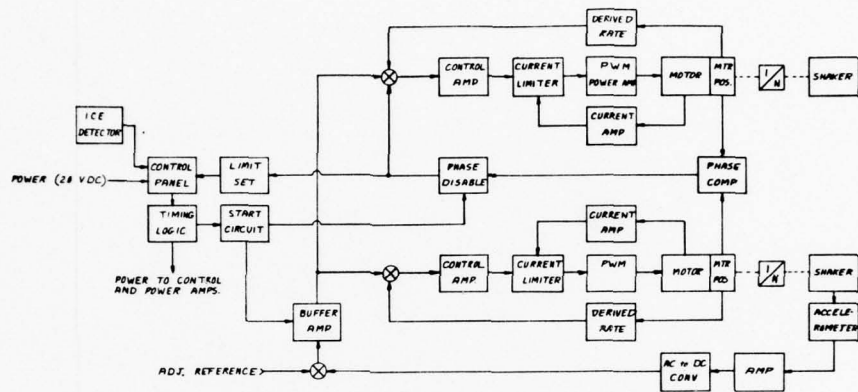 DERIVED
RATE
CONTROL
AMP
CURRENT
LIMITER
PWM
POWER AMP
MOTOR
MTR
POS.
1/N
SHAKER
CURRENT
AMP
ICE
DETECTOR
POWER (28 VDC)
CONTROL
PANEL
LIMIT
SET
PHASE
DISABLE
PHASE
COMP
TIMING
LOGIC
START
CIRCUIT
CURRENT
AMP
POWER TO CONTROL
AND POWER AMPS.
CONTROL
AMP.
CURRENT
LIMITER
PWM
MOTOR
MTR
POS
1/N
SHAKER
BUFFER
AMP
DERIVED
RATE
ACCELE-
ROMETER
ADJ. REFERENCE
AC to DC
CONV
AMP